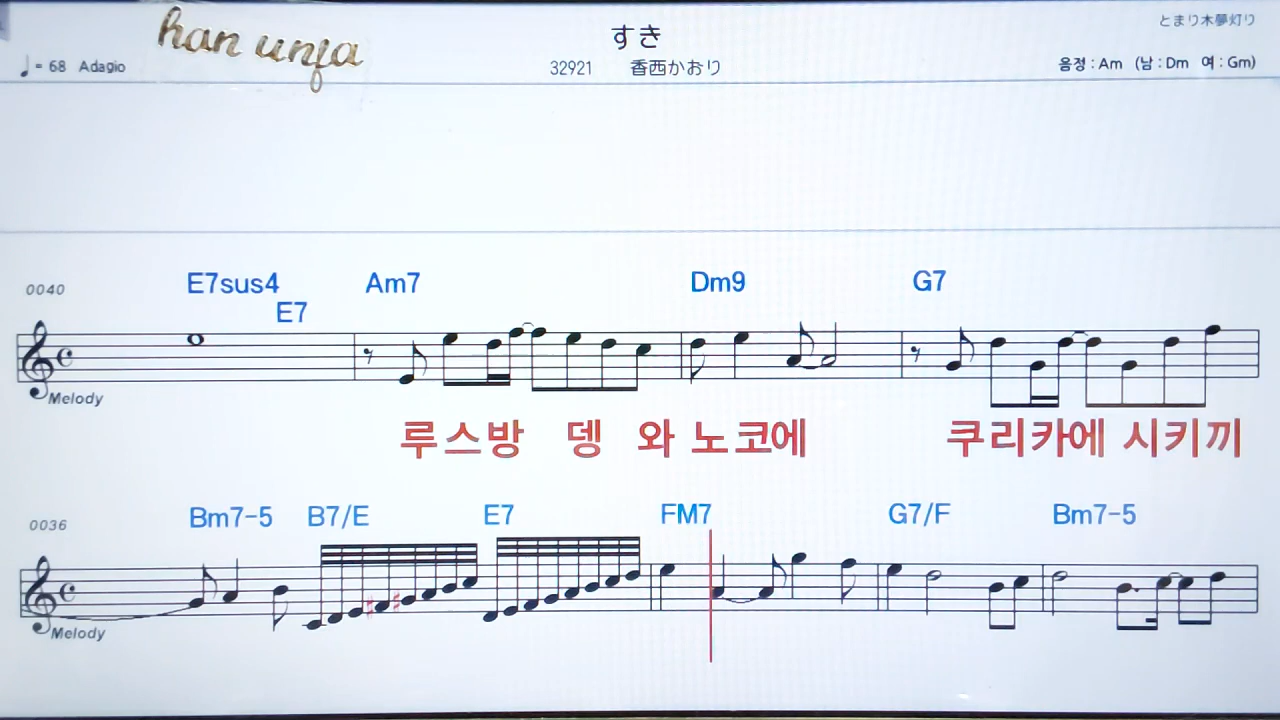 han unja
すき
とまり木夢灯り
♩= 68 Adagio
32921 香西かおり
음정 : Am (남 : Dm 여 : Gm)
0040
E7sus4 E7 Am7 Dm9 G7
Melody
루스방 뎅 와 노코에 쿠리카에 시키끼
0036
Bm7-5 B7/E E7 FM7 G7/F Bm7-5
Melody